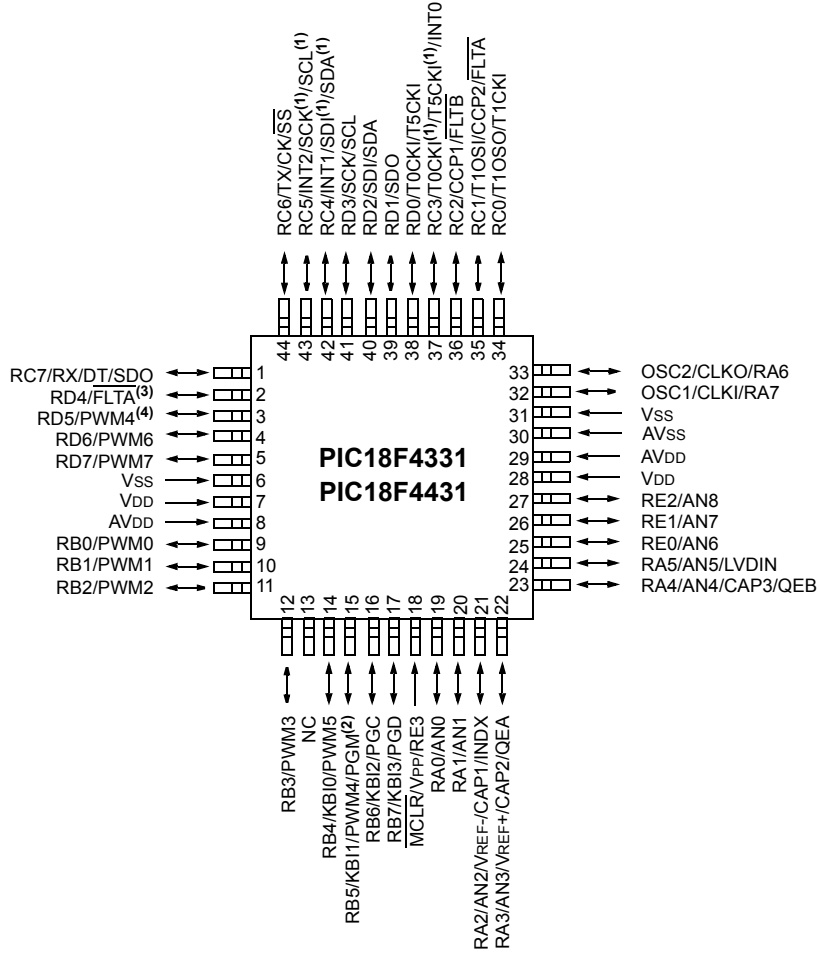 RC6/TX/CK/SS
RC5/INT2/SCK(1)/SCL(1)
RC4/INT1/SDI(1)/SDA(1)
RD3/SCK/SCL
RD2/SDI/SDA
RD1/SDO
RD0/T0CKI/T5CKI
RC3/T0CKI(1)/T5CKI(1)/INT0
RC2/CCP1/FLTB
RC1/T1OSI/CCP2/FLTA
RC0/T1OSO/T1CKI
44
43
42
41
40
39
38
37
36
35
34
RC7/RX/DT/SDO 1
RD4/FLTA(3) 2
RD5/PWM4(4) 3
RD6/PWM6 4
RD7/PWM7 5
VSS 6
VDD 7
AVDD 8
RB0/PWM0 9
RB1/PWM1 10
RB2/PWM2 11
PIC18F4331
PIC18F4431
33 OSC2/CLKO/RA6
32 OSC1/CLKI/RA7
31 VSS
30 AVSS
29 AVDD
28 VDD
27 RE2/AN8
26 RE1/AN7
25 RE0/AN6
24 RA5/AN5/LVDIN
23 RA4/AN4/CAP3/QEB
12
13
14
15
16
17
18
19
20
21
22
RB3/PWM3
NC
RB4/KBI0/PWM5
RB5/KBI1/PWM4/PGM(2)
RB6/KBI2/PGC
RB7/KBI3/PGD
MCLR/VPP/RE3
RA0/AN0
RA1/AN1
RA2/AN2/VREF-/CAP1/INDX
RA3/AN3/VREF+/CAP2/QEA